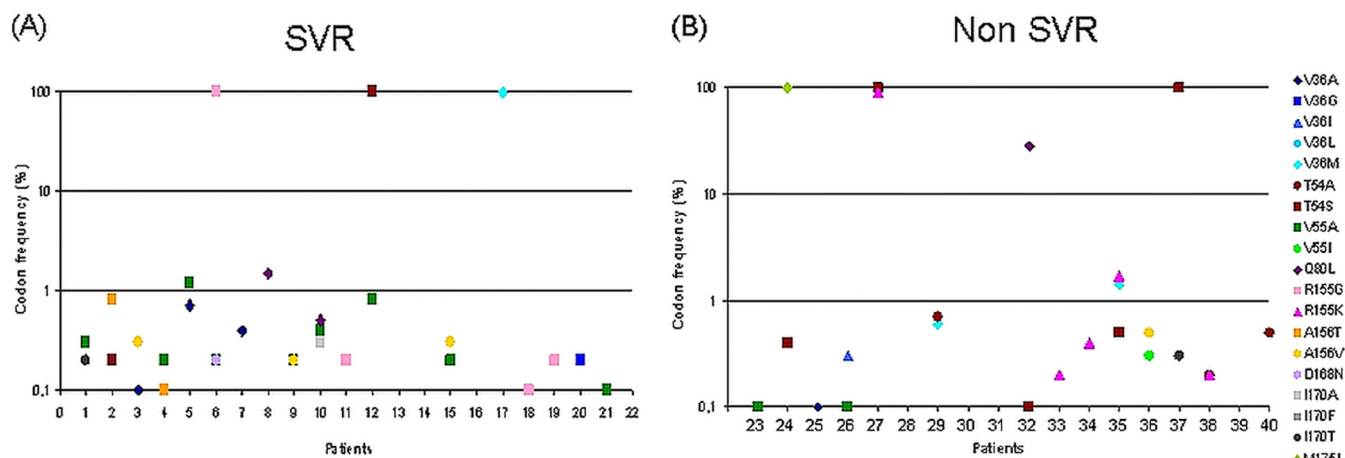 (A)
SVR
100
10
1
0,1
Codon frequency (%)
0 1 2 3 4 5 6 7 8 9 10 11 12 13 14 15 16 17 18 19 20 21 22
Patients
(B)
Non SVR
100
10
1
0,1
Codon frequency (%)
23 24 25 26 27 28 29 30 31 32 33 34 35 36 37 38 39 40
Patients
V36A
V36G
V36I
V36L
V36M
T54A
T54S
V55A
V55I
Q80L
R155G
R155K
A156T
A156V
D168N
I170A
I170F
I170T